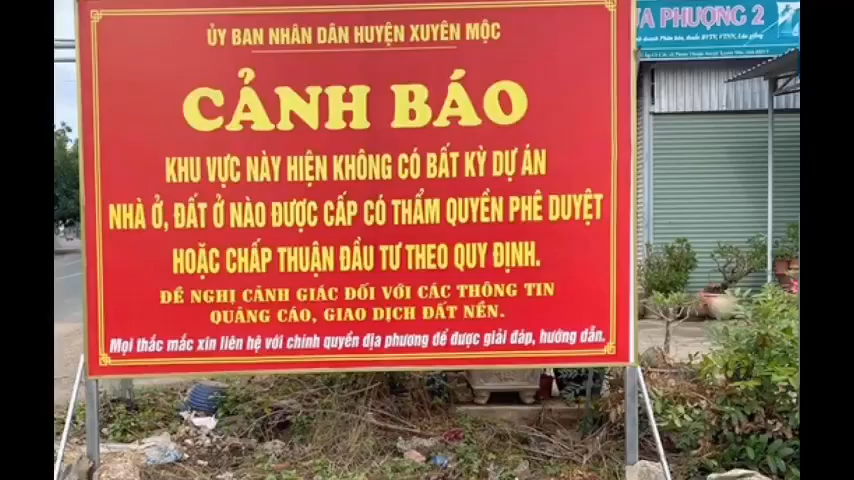 ỦY BAN NHÂN DÂN HUYỆN XUYÊN MỘC
CẢNH BÁO
KHU VỰC NÀY HIỆN KHÔNG CÓ BẤT KỲ DỰ ÁN
NHÀ Ở, ĐẤT Ở NÀO ĐƯỢC CẤP CÓ THẨM QUYỀN PHÊ DUYỆT
HOẶC CHẤP THUẬN ĐẦU TƯ THEO QUY ĐỊNH.
ĐỀ NGHỊ CẢNH GIÁC ĐỐI VỚI CÁC THÔNG TIN
QUẢNG CÁO, GIAO DỊCH ĐẤT NỀN.
Mọi thắc mắc xin liên hệ với chính quyền địa phương để được giải đáp, hướng dẫn.
PHƯỢNG 2